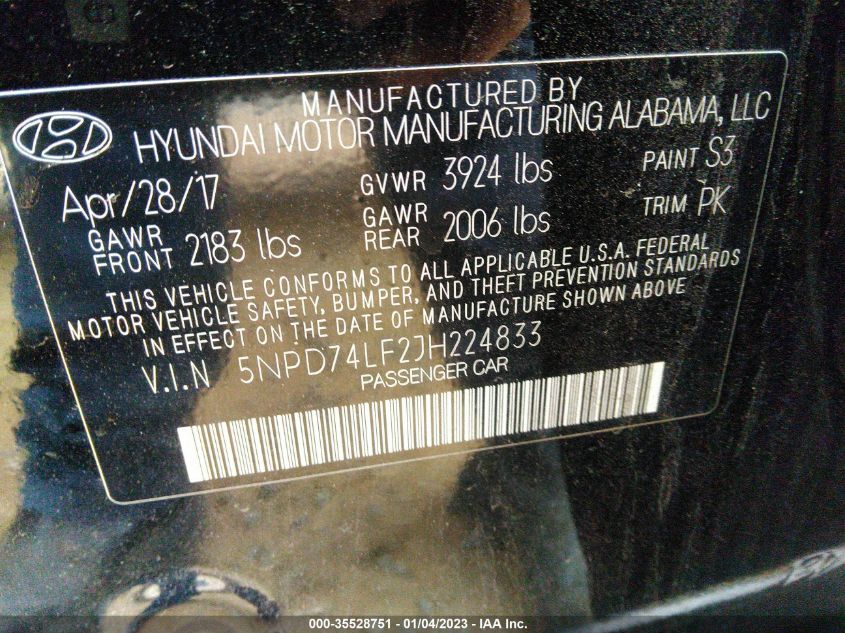 MANUFACTURED BY
HYUNDAI MOTOR MANUFACTURING ALABAMA, LLC
Apr/28/17 GVWR 3924 lbs PAINT S3
GAWR FRONT 2183 lbs GAWR REAR 2006 lbs TRIM PK
THIS VEHICLE CONFORMS TO ALL APPLICABLE U.S.A. FEDERAL
MOTOR VEHICLE SAFETY, BUMPER, AND THEFT PREVENTION STANDARDS
IN EFFECT ON THE DATE OF MANUFACTURE SHOWN ABOVE
V.I.N 5NPD74LF2JH224833
PASSENGER CAR
000-35528751 - 01/04/2023 - IAA Inc.